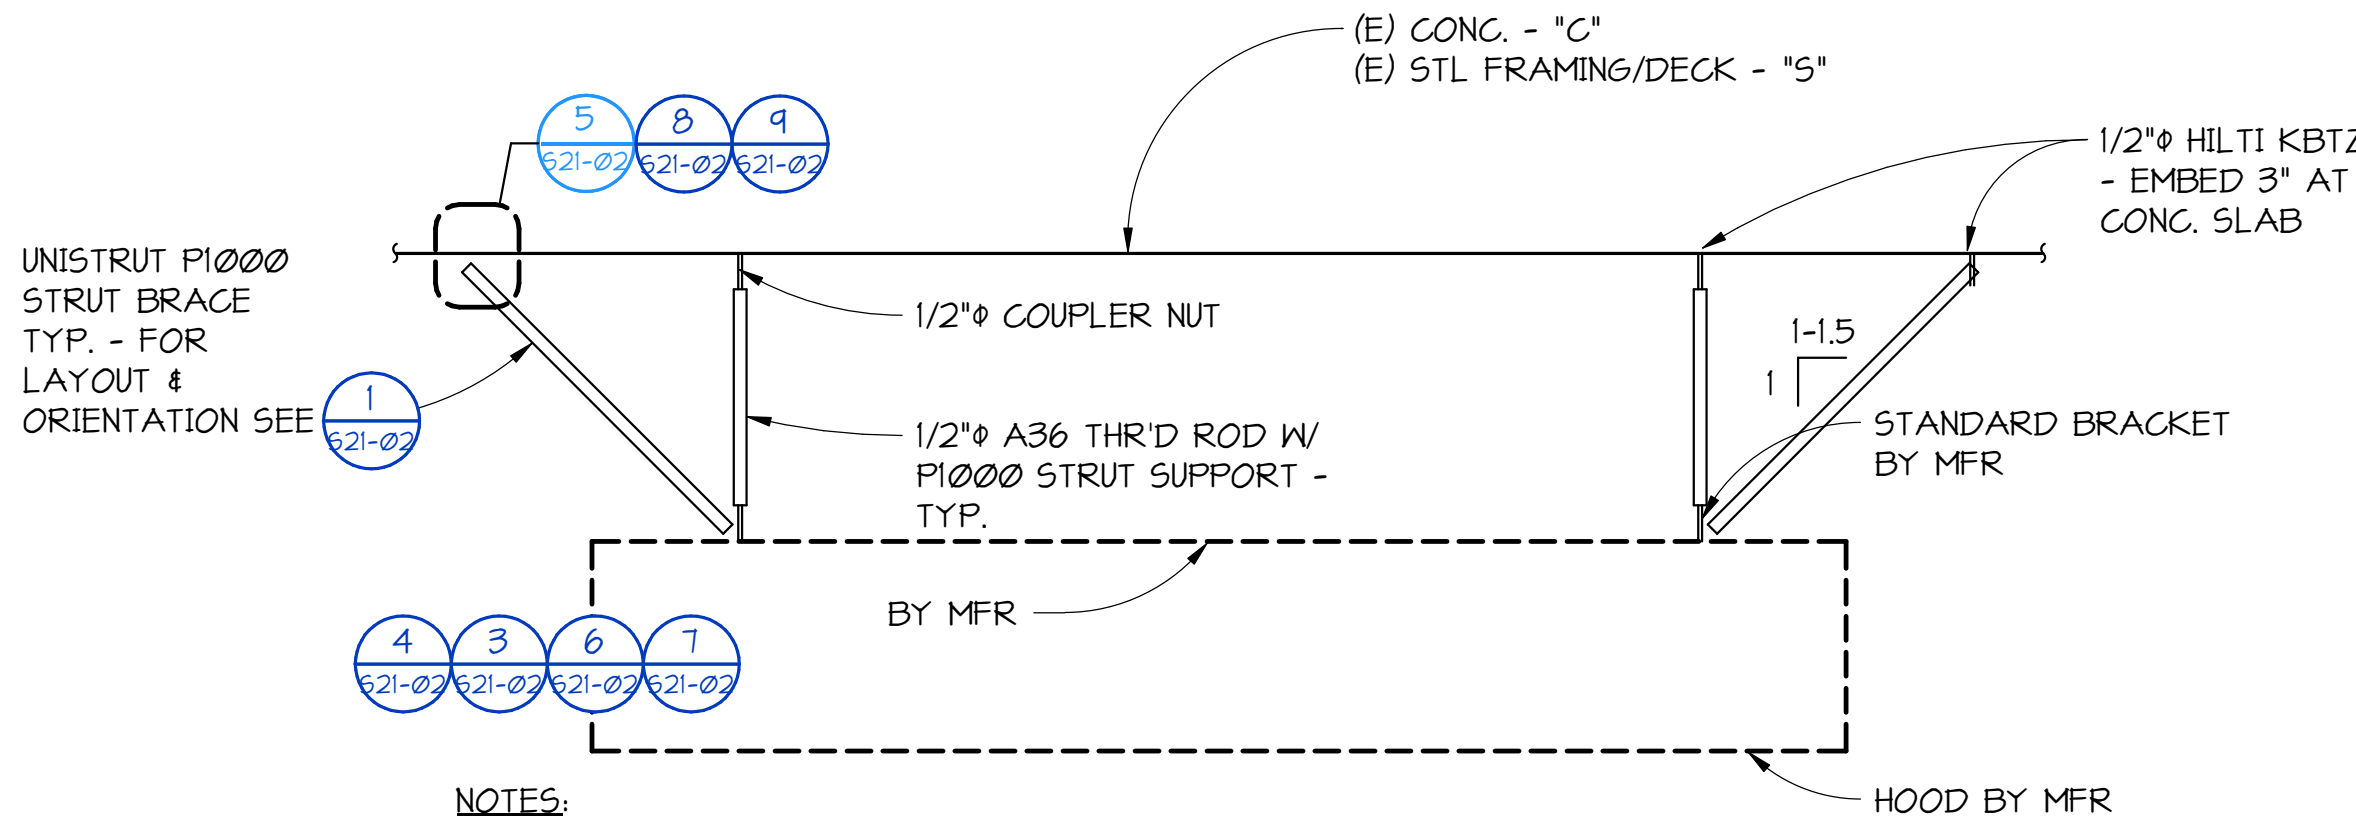 (E) CONC. - "C"
(E) STL FRAMING/DECK - "S"
5
S21-02
8
S21-02
9
S21-02
1/2"Φ HILTI KBTZ
- EMBED 3" AT
CONC. SLAB
UNISTRUT P1000
STRUT BRACE
TYP. - FOR
LAYOUT &
ORIENTATION SEE
1
S21-02
1/2"Φ COUPLER NUT
1-1.5
1
1/2"Φ A36 THR'D ROD W/
P1000 STRUT SUPPORT -
TYP.
STANDARD BRACKET
BY MFR
BY MFR
4
S21-02
3
S21-02
6
S21-02
7
S21-02
NOTES:
HOOD BY MFR